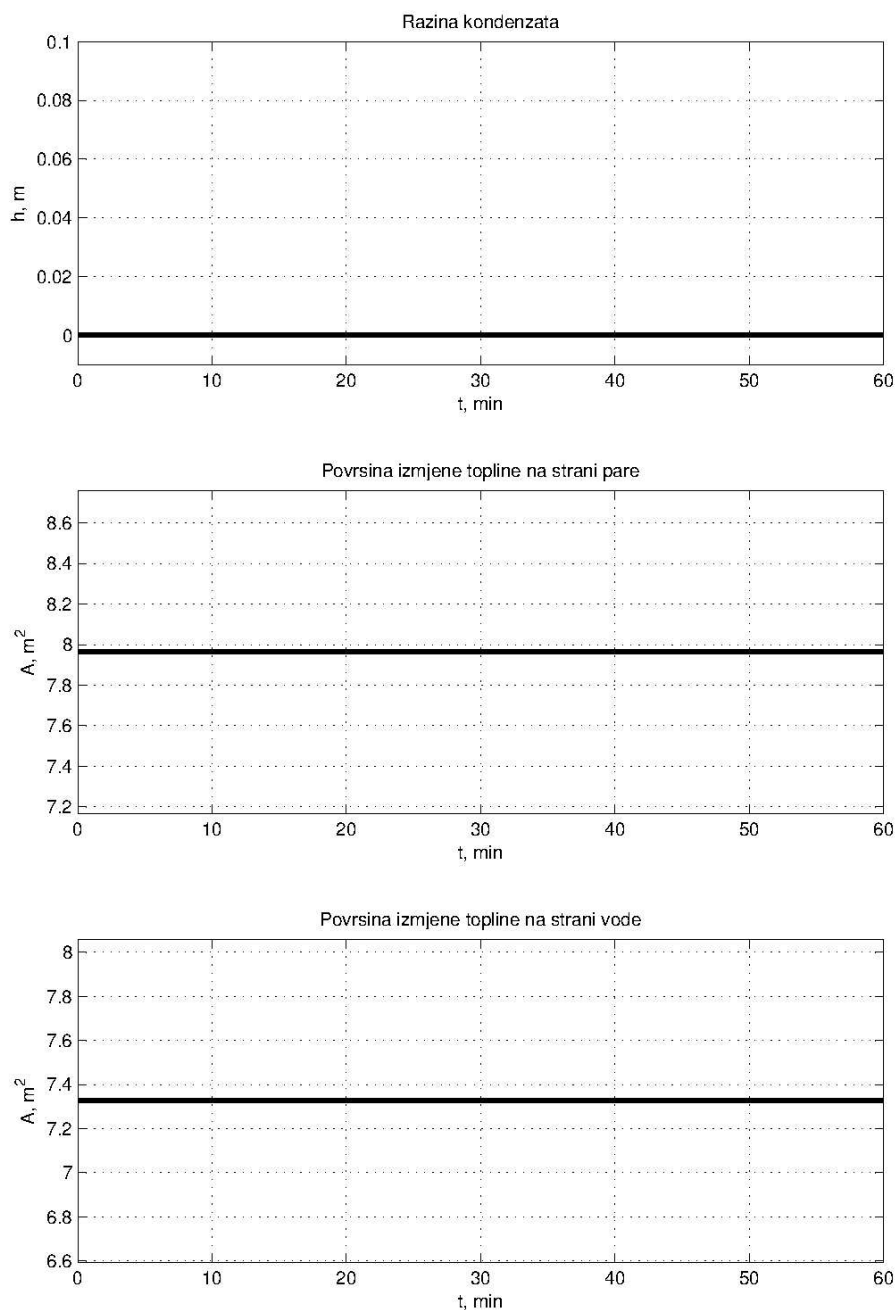 Razina kondenzata
0.1
0.08
0.06
0.04
0.02
0
h, m
0 10 20 30 40 50 60
t, min
Povrsina izmjene topline na strani pare
8.6
8.4
8.2
8
7.8
7.6
7.4
7.2
A, m²
0 10 20 30 40 50 60
t, min
Povrsina izmjene topline na strani vode
8
7.8
7.6
7.4
7.2
7
6.8
6.6
A, m²
0 10 20 30 40 50 60
t, min